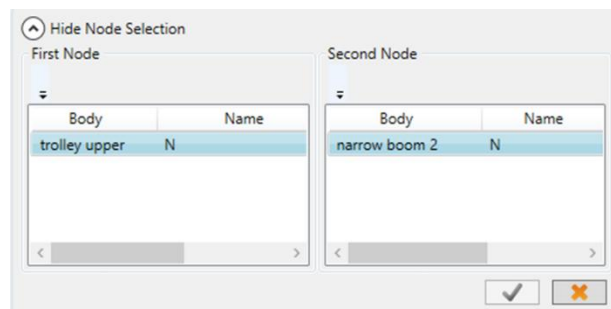 Hide Node Selection
First Node Second Node
Body Name Body Name
trolley upper N narrow boom 2 N